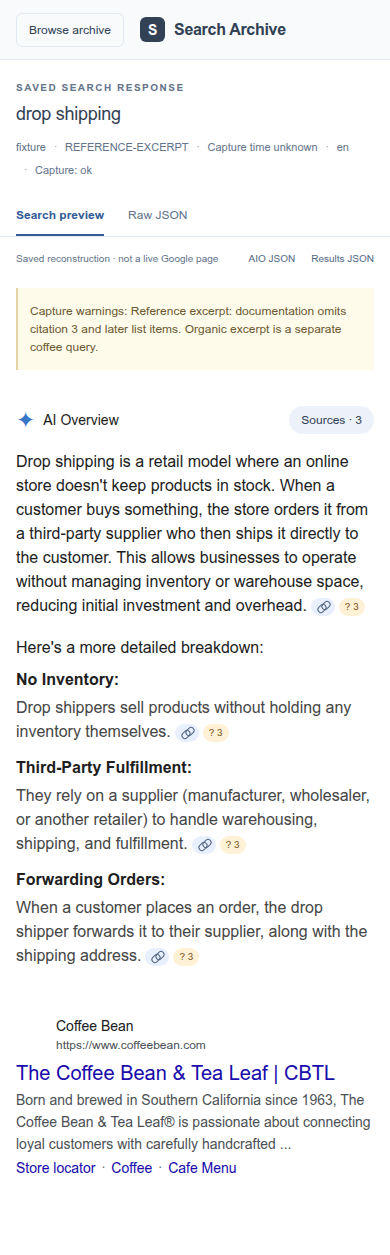 Browse archive
S
Search Archive
SAVED SEARCH RESPONSE
drop shipping
fixture · REFERENCE-EXCERPT · Capture time unknown · en
· Capture: ok
Search preview
Raw JSON
Saved reconstruction · not a live Google page
AIO JSON
Results JSON
Capture warnings: Reference excerpt: documentation omits
citation 3 and later list items. Organic excerpt is a separate
coffee query.
AI Overview
Sources · 3
Drop shipping is a retail model where an online
store doesn't keep products in stock. When a
customer buys something, the store orders it from
a third-party supplier who then ships it directly to
the customer. This allows businesses to operate
without managing inventory or warehouse space,
reducing initial investment and overhead. ? 3
Here's a more detailed breakdown:
No Inventory:
Drop shippers sell products without holding any
inventory themselves. ? 3
Third-Party Fulfillment:
They rely on a supplier (manufacturer, wholesaler,
or another retailer) to handle warehousing,
shipping, and fulfillment. ? 3
Forwarding Orders:
When a customer places an order, the drop
shipper forwards it to their supplier, along with the
shipping address. ? 3
Coffee Bean
https://www.coffeebean.com
The Coffee Bean & Tea Leaf | CBTL
Born and brewed in Southern California since 1963, The
Coffee Bean & Tea Leaf® is passionate about connecting
loyal customers with carefully handcrafted ...
Store locator · Coffee · Cafe Menu